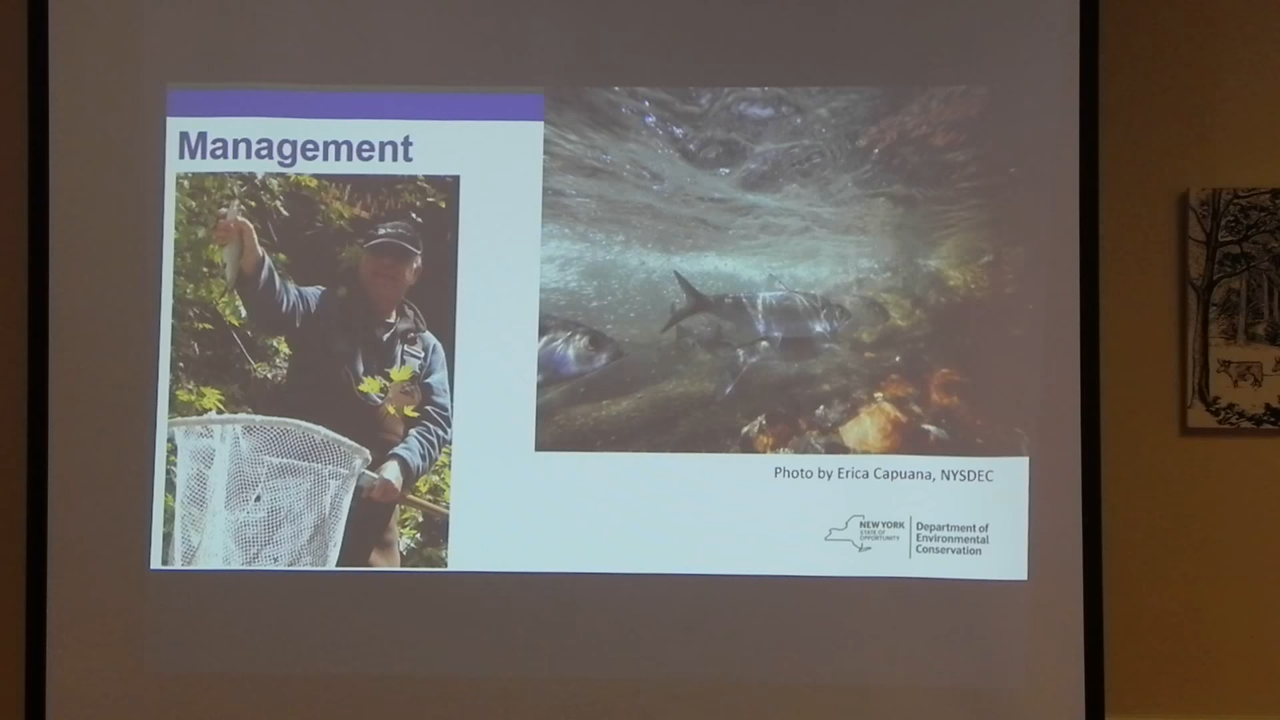 Management
Photo by Erica Capuana, NYSDEC
NEW YORK
STATE OF
OPPORTUNITY
Department of
Environmental
Conservation